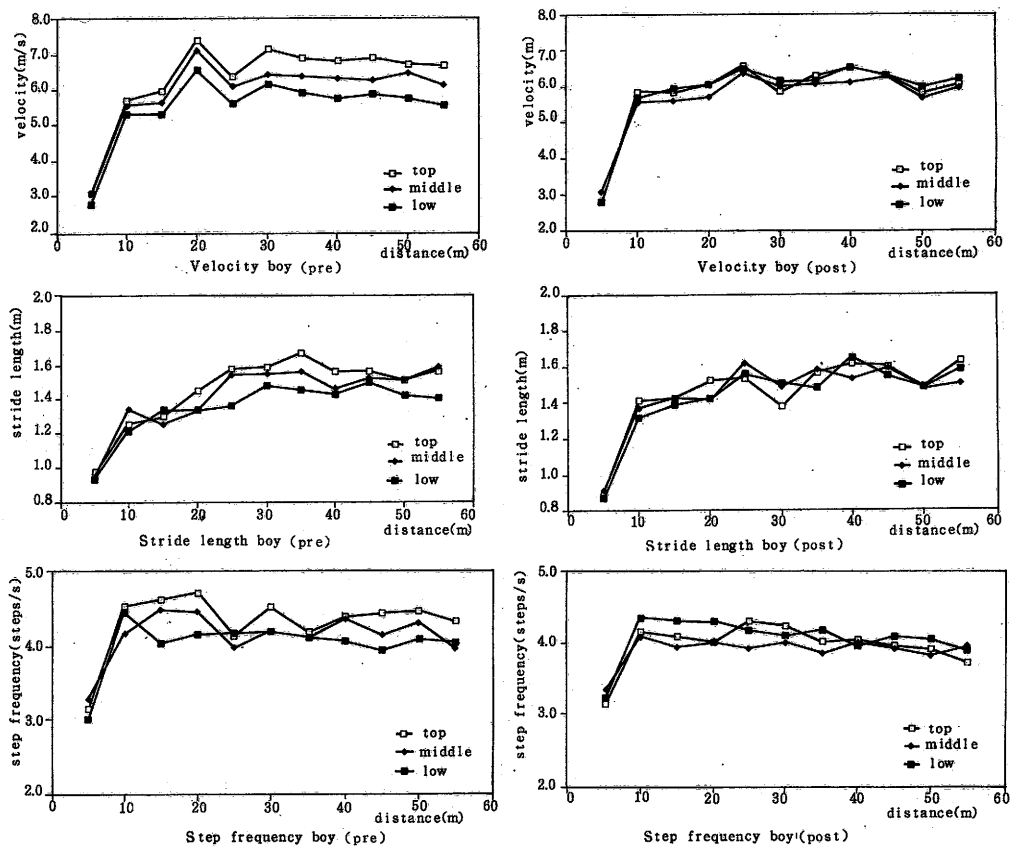 velocity(m/s)
8.0
7.0
6.0
5.0
4.0
3.0
2.0
top
middle
low
0
10
20
30
40
50
60
distance(m)
Velocity boy (pre)
velocity(m)
8.0
7.0
6.0
5.0
4.0
3.0
2.0
top
middle
low
0
10
20
30
40
50
60
distance(m)
Velocity boy (post)
stride length(m)
2.0
1.8
1.6
1.4
1.2
1.0
0.8
top
middle
low
0
10
20
30
40
50
60
distance(m)
Stride length boy (pre)
stride length(m)
2.0
1.8
1.6
1.4
1.2
1.0
0.8
top
middle
low
0
10
20
30
40
50
60
distance(m)
Stride length boy (post)
step frequency(steps/s)
5.0
4.0
3.0
2.0
top
middle
low
0
10
20
30
40
50
60
distance(m)
Step frequency boy (pre)
step frequency(steps/s)
5.0
4.0
3.0
2.0
top
middle
low
0
10
20
30
40
50
60
distance(m)
Step frequency boy (post)